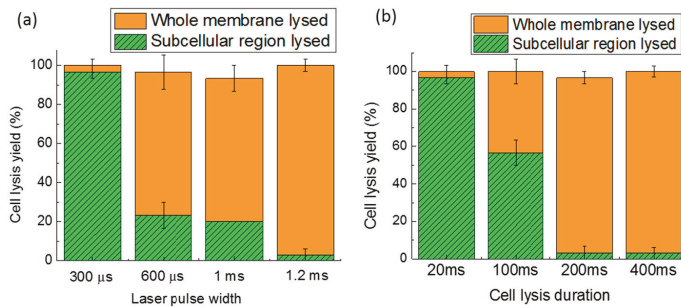 (a)
Whole membrane lysed
Subcellular region lysed
100
80
60
40
20
0
Cell lysis yield (%)
300 µs
600 µs
1 ms
1.2 ms
Laser pulse width
(b)
Whole membrane lysed
Subcellular region lysed
100
80
60
40
20
0
Cell lysis yield (%)
20ms
100ms
200ms
400ms
Cell lysis duration